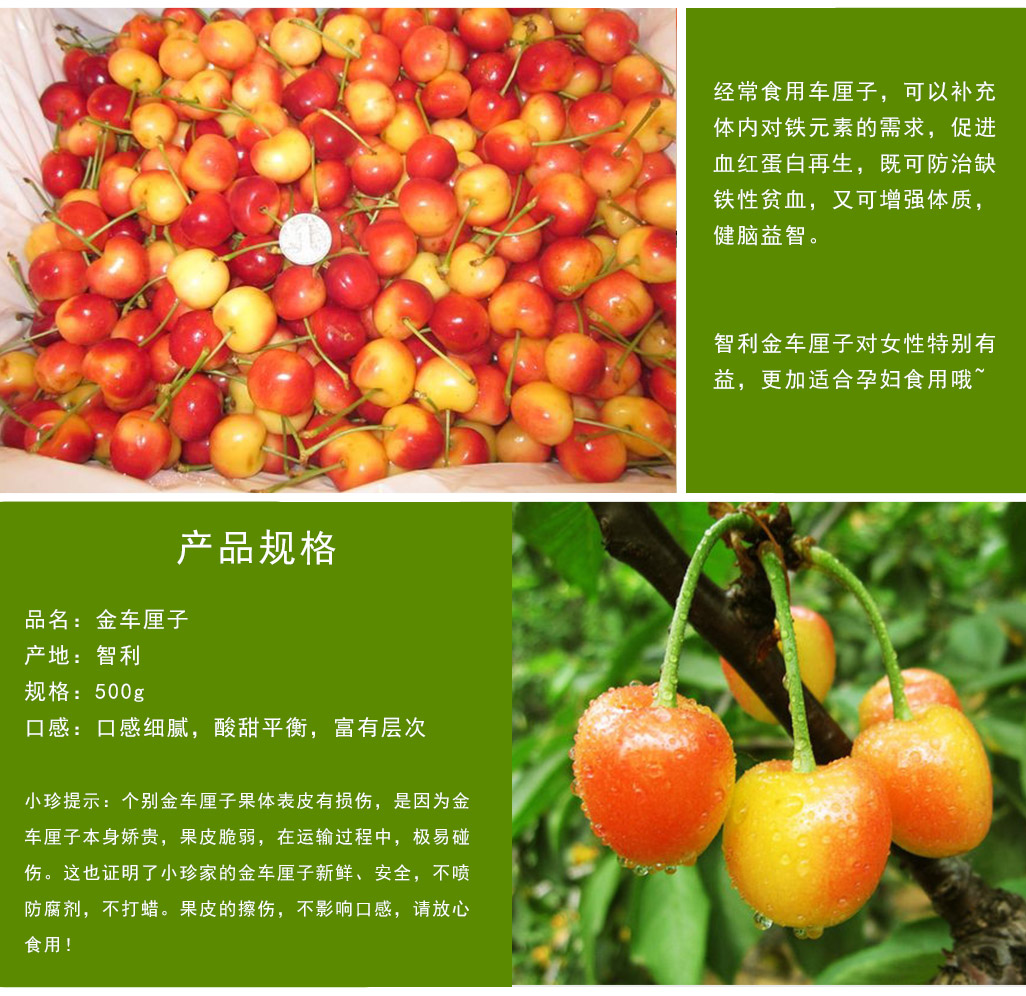 经常食用车厘子，可以补充
体内对铁元素的需求，促进
血红蛋白再生，既可防治缺
铁性贫血，又可增强体质，
健脑益智。
智利金车厘子对女性特别有
益，更加适合孕妇食用哦~
产品规格
品名：金车厘子
产地：智利
规格：500g
口感：口感细腻，酸甜平衡，富有层次
小珍提示：个别金车厘子果体表皮有损伤，是因为金
车厘子本身娇贵，果皮脆弱，在运输过程中，极易碰
伤。这也证明了小珍家的金车厘子新鲜、安全，不喷
防腐剂，不打蜡。果皮的擦伤，不影响口感，请放心
食用！